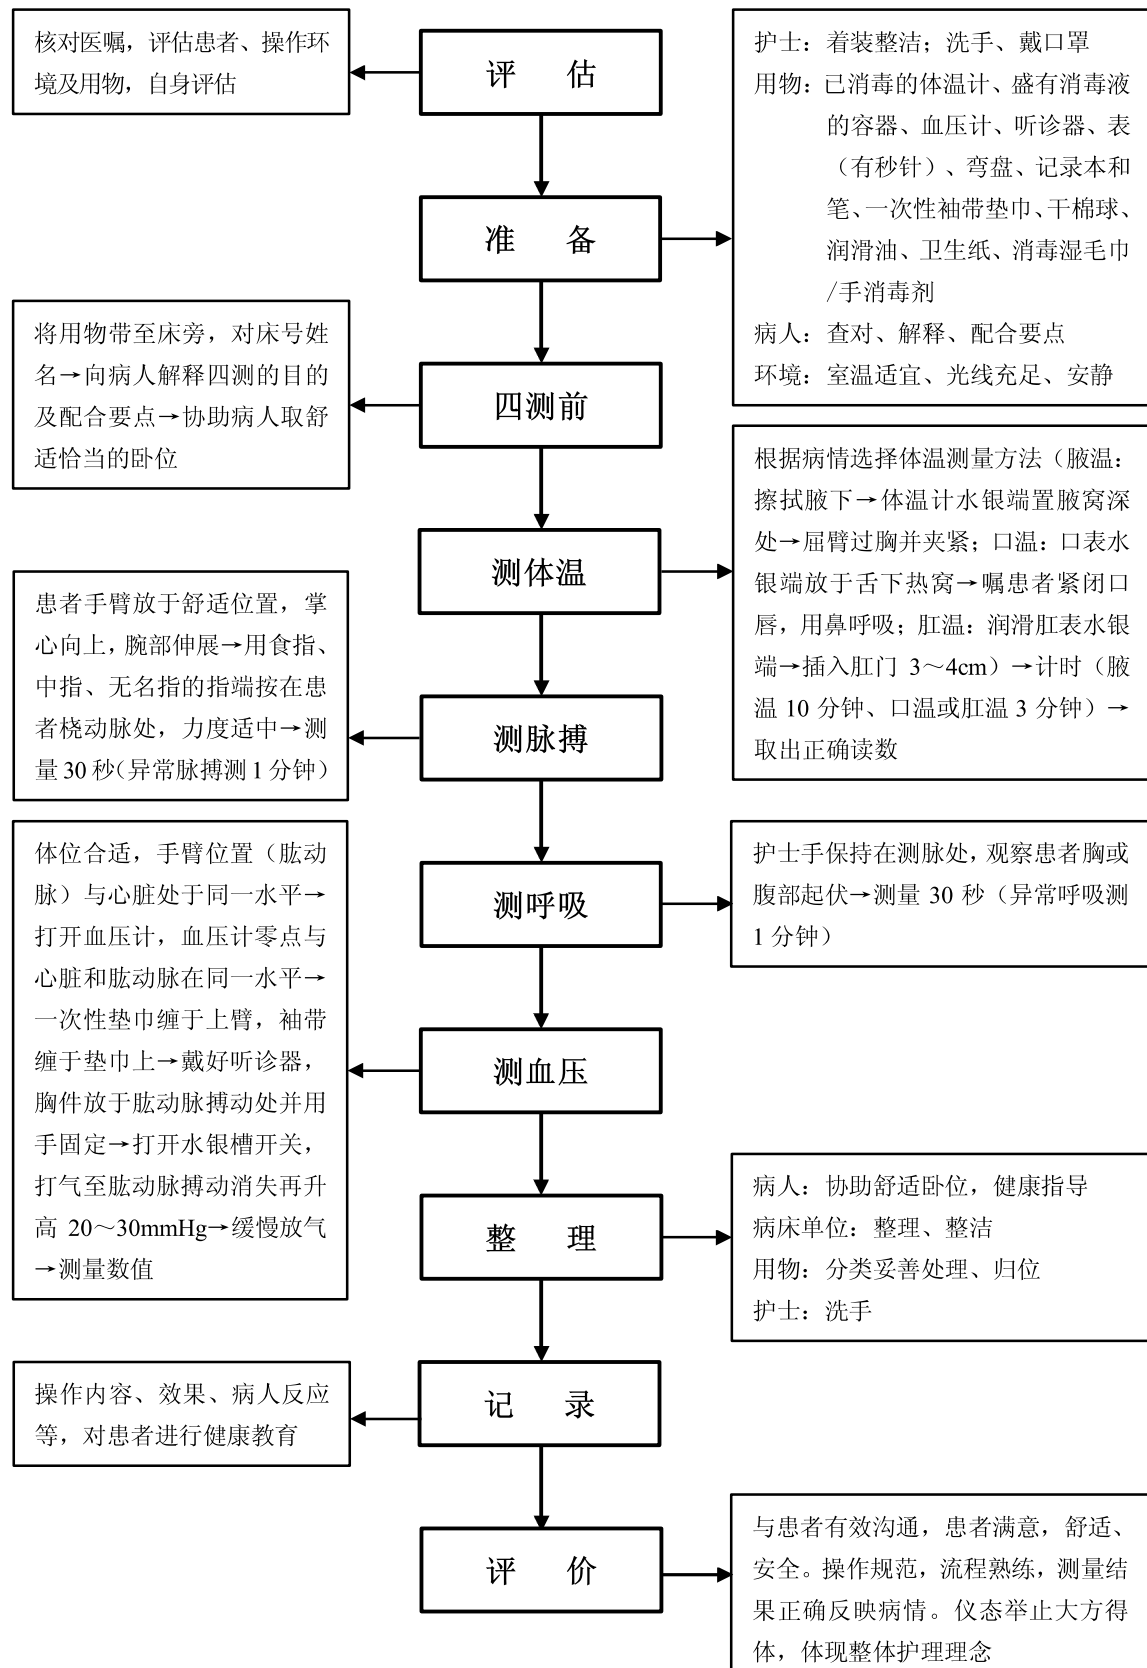 核对医嘱，评估患者、操作环
境及用物，自身评估
评 估
护士：着装整洁；洗手、戴口罩
用物：已消毒的体温计、盛有消毒液
的容器、血压计、听诊器、表
（有秒针）、弯盘、记录本和
笔、一次性袖带垫巾、干棉球、
润滑油、卫生纸、消毒湿毛巾
/手消毒剂
病人：查对、解释、配合要点
环境：室温适宜、光线充足、安静
准 备
将用物带至床旁，对床号姓
名→向病人解释四测的目的
及配合要点→协助病人取舒
适恰当的卧位
四测前
根据病情选择体温测量方法（腋温：
擦拭腋下→体温计水银端置腋窝深
处→屈臂过胸并夹紧；口温：口表水
银端放于舌下热窝→嘱患者紧闭口
唇，用鼻呼吸；肛温：润滑肛表水银
端→插入肛门 3～4cm）→计时（腋
温 10 分钟、口温或肛温 3 分钟）→
取出正确读数
测体温
患者手臂放于舒适位置，掌
心向上，腕部伸展→用食指、
中指、无名指的指端按在患
者桡动脉处，力度适中→测
量 30 秒（异常脉搏测 1 分钟）
测脉搏
体位合适，手臂位置（肱动
脉）与心脏处于同一水平→
打开血压计，血压计零点与
心脏和肱动脉在同一水平→
一次性垫巾缠于上臂，袖带
缠于垫巾上→戴好听诊器，
胸件放于肱动脉搏动处并用
手固定→打开水银槽开关，
打气至肱动脉搏动消失再升
高 20～30mmHg→缓慢放气
→测量数值
测呼吸
护士手保持在测脉处，观察患者胸或
腹部起伏→测量 30 秒（异常呼吸测
1 分钟）
测血压
整 理
病人：协助舒适卧位，健康指导
病床单位：整理、整洁
用物：分类妥善处理、归位
护士：洗手
操作内容、效果、病人反应
等，对患者进行健康教育
记 录
评 价
与患者有效沟通，患者满意，舒适、
安全。操作规范，流程熟练，测量结
果正确反映病情。仪态举止大方得
体，体现整体护理理念